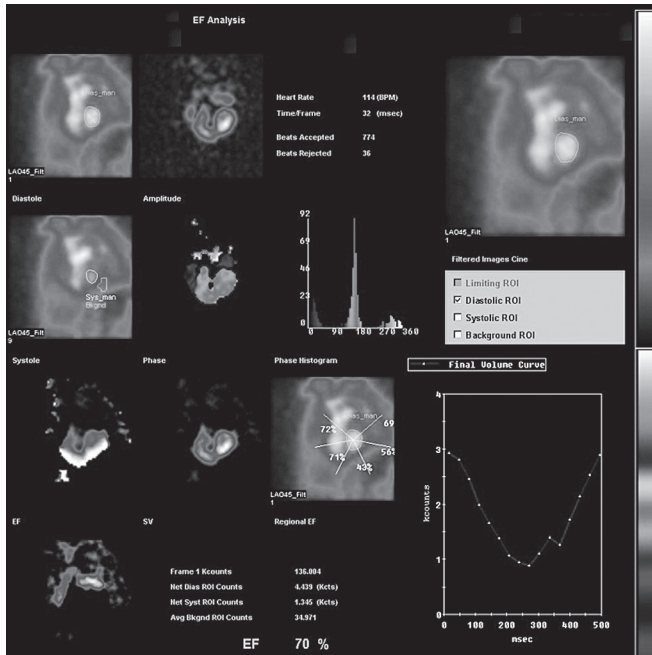 EF Analysis
Heart Rate 114 (BPM)
Time/Frame 32 (msec)
Beats Accepted 774
Beats Rejected 36
LAO45_Filt
1
Diastole
Amplitude
LAO45_Filt
1
Filtered Images Cine
Limiting ROI
Diastolic ROI
Systolic ROI
Background ROI
Sys_man
Bkgnd
LAO45_Filt
9
92
69
46
23
0
0 90 180 270 360
Systole
Phase
Phase Histogram
Final Volume Curve
72%
69
56%
71%
43%
LAO45_Filt
1
EF
SV
Regional EF
4
3
2
1
0
kcounts
0 100 200 300 400 500
msec
Frame 1 Kcounts 136.004
Net Dias ROI Counts 4.439 (Kcts)
Net Syst ROI Counts 1.345 (Kcts)
Avg Bkgnd ROI Counts 34.971
EF 70 %